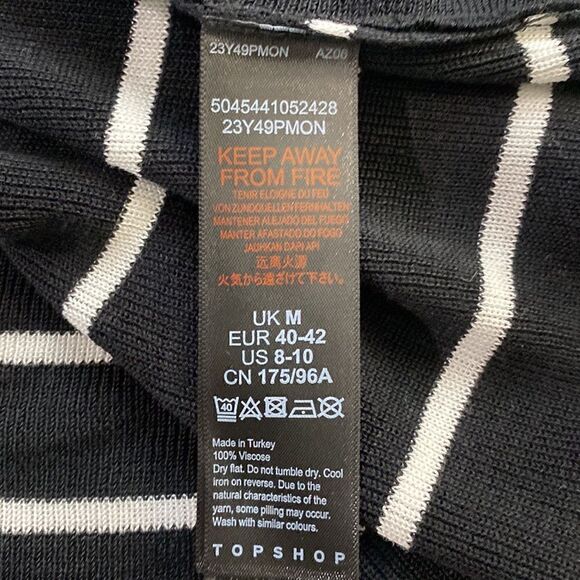 23Y49PMON AZ06
5045441052428
23Y49PMON
KEEP AWAY
FROM FIRE
TENIR ELOIGNE DU FEU
VON ZUNDQUELLEN FERNHALTEN
MANTENER ALEJADO DEL FUEGO
MANTER AFASTADO DO FOGO
JAUHKAN DARI API
远离火源
火気から遠ざけて下さい。
UK M
EUR 40-42
US 8-10
CN 175/96A
40
Made in Turkey
100% Viscose
Dry flat. Do not tumble dry. Cool
iron on reverse. Due to the
natural characteristics of the
yarn, some pilling may occur.
Wash with similar colours.
TOPSHOP